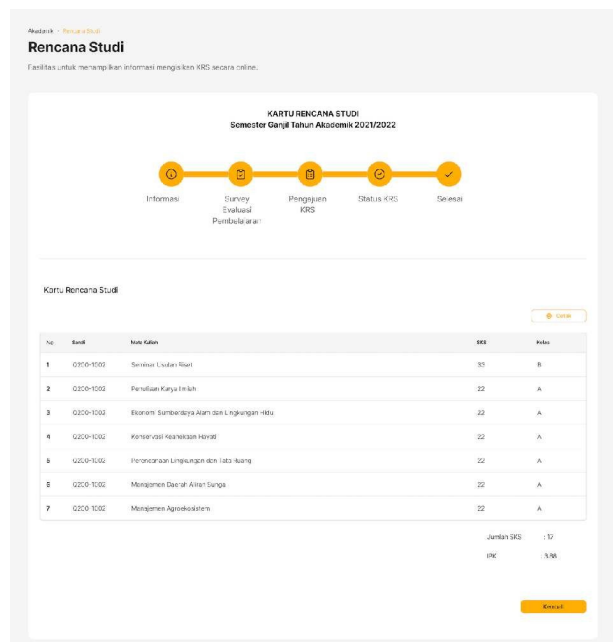 Akademik - Rencana Studi
Rencana Studi
Fasilitas untuk menampilkan informasi mengisikan KRS secara online.
KARTU RENCANA STUDI
Semester Ganjil Tahun Akademik 2021/2022
Informasi
Survey Evaluasi Pembelajaran
Pengajuan KRS
Status KRS
Selesai
Kartu Rencana Studi
Cetak
No Sandi Mata Kuliah SKS Kelas
1 0200-1002 Seminar Usulan Riset 33 B
2 0200-1002 Penulisan Karya Ilmiah 22 A
3 0200-1002 Ekonomi Sumberdaya Alam dan Lingkungan Hidu 22 A
4 0200-1002 Konservasi Keanekaan Hayati 22 A
5 0200-1002 Perencanaan Lingkungan dan Tata Ruang 22 A
6 0200-1002 Manajemen Daerah Aliran Sungai 22 A
7 0200-1002 Manajemen Agroekosistem 22 A
Jumlah SKS : 17
IPK : 3.88
Kembali